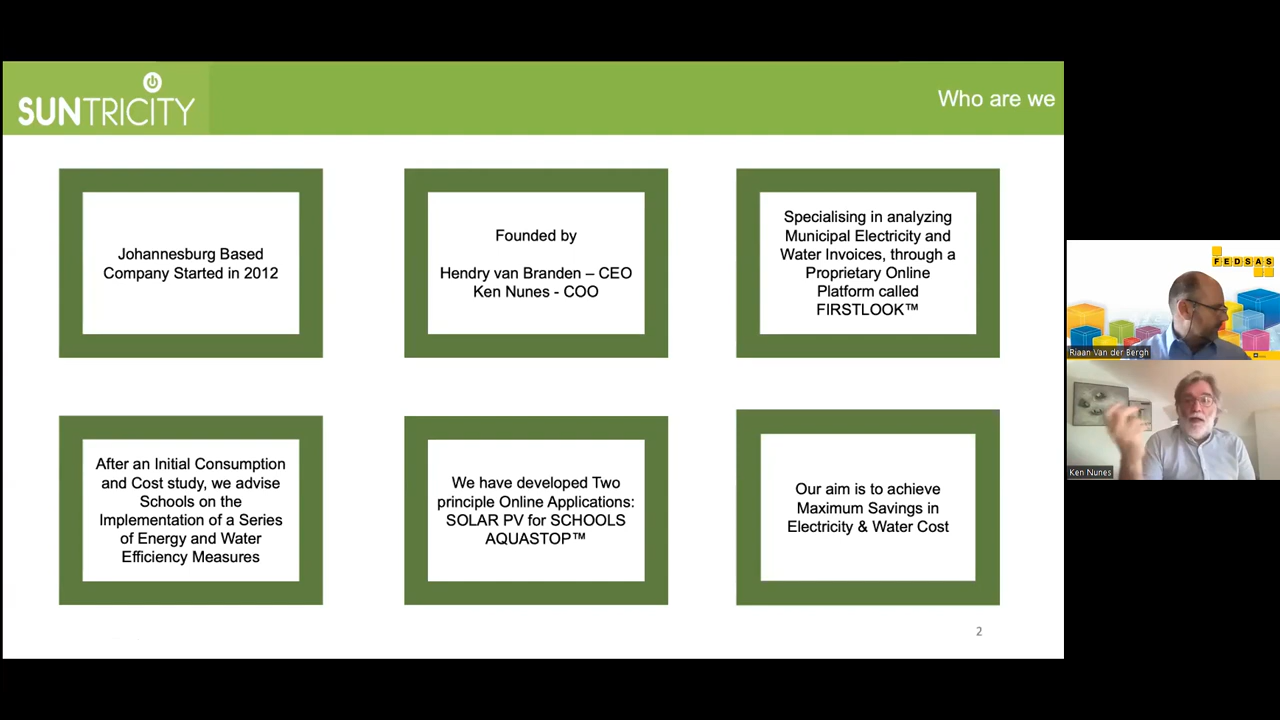 SUNTRICITY
Who are we
Johannesburg Based
Company Started in 2012
Founded by
Hendry van Branden – CEO
Ken Nunes - COO
Specialising in analyzing
Municipal Electricity and
Water Invoices, through a
Proprietary Online
Platform called
FIRSTLOOK™
After an Initial Consumption
and Cost study, we advise
Schools on the
Implementation of a Series
of Energy and Water
Efficiency Measures
We have developed Two
principle Online Applications:
SOLAR PV for SCHOOLS
AQUASTOP™
Our aim is to achieve
Maximum Savings in
Electricity & Water Cost
2
FEDSAS
Riaan Van der Bergh
Ken Nunes